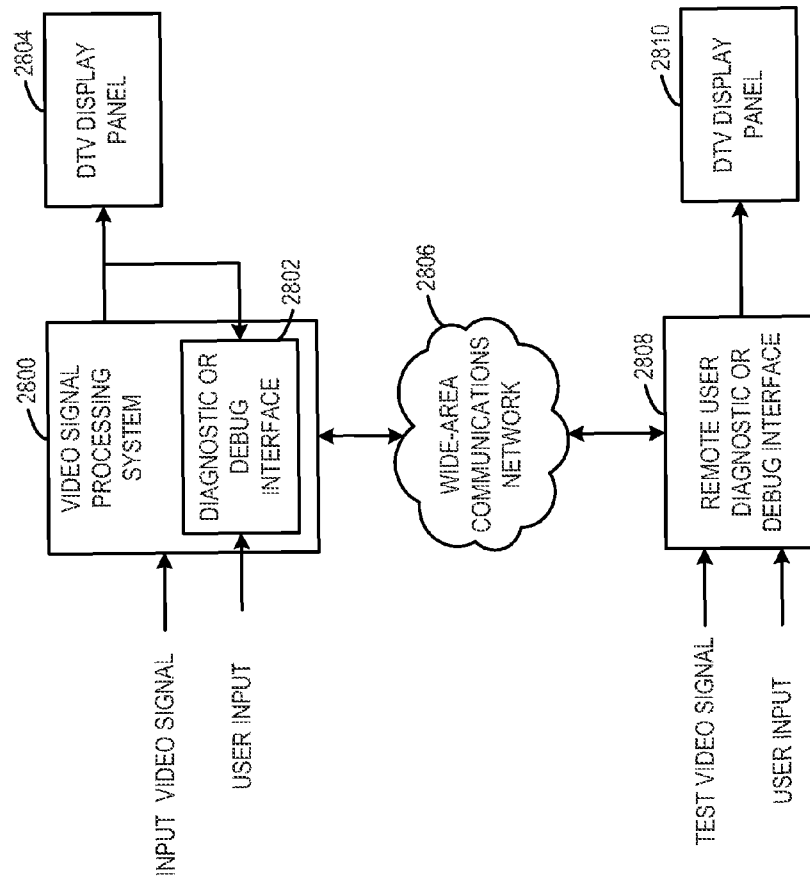 2800
VIDEO SIGNAL
PROCESSING
SYSTEM
2802
DIAGNOSTIC OR
DEBUG
INTERFACE
INPUT VIDEO SIGNAL
USER INPUT
2804
DTV DISPLAY
PANEL
2806
WIDE-AREA
COMMUNICATIONS
NETWORK
2808
REMOTE USER
DIAGNOSTIC OR
DEBUG INTERFACE
TEST VIDEO SIGNAL
USER INPUT
2810
DTV DISPLAY
PANEL